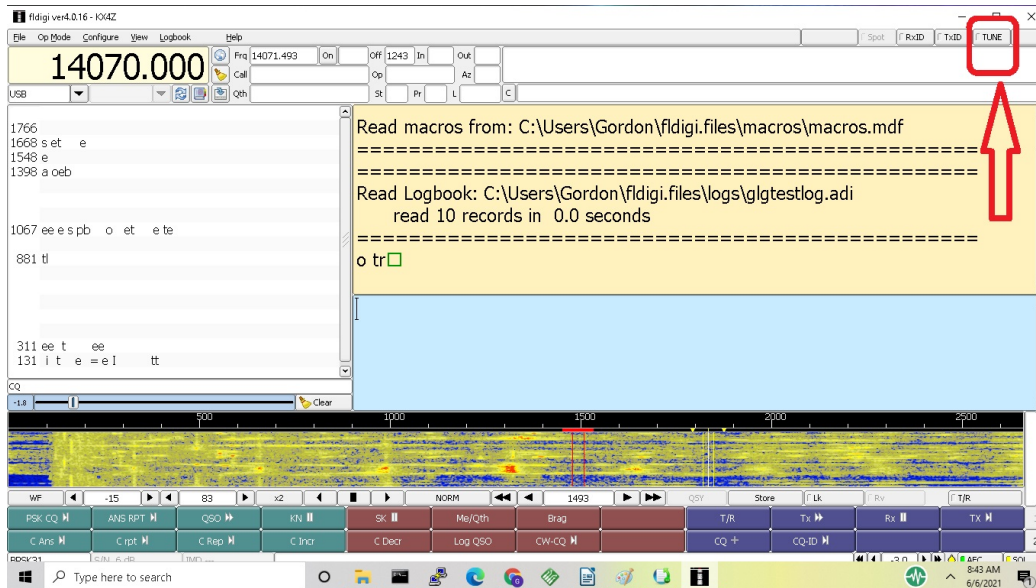 fldigi ver4.0.16 - KX4Z
File Op Mode Configure View Logbook Help
Spot RxID TxID TUNE
14070.000
Frq 14071.493 On Off 1243 In Out
Call Op Az
USB Qth St Pr L C
1766
1668 s et e
1548 e
1398 a oeb
1067 ee e s pb o et e te
881 tl
311 ee t ee
131 i t e = e I tt
CQ
-1.8 Clear
Read macros from: C:\Users\Gordon\fldigi.files\macros\macros.mdf
================================================
================================================
Read Logbook: C:\Users\Gordon\fldigi.files\logs\glgtestlog.adi
read 10 records in 0.0 seconds
================================================
o tr
500 1000 1500 2000 2500
WF -15 83 x2 NORM 1493 QSY Store Lk Rv T/R
PSK CQ ANS RPT QSO KN SK Me/Qth Brag T/R Tx Rx TX 1
C Ans C rpt C Rep C Incr C Decr Log QSO CW-CQ CQ + CQ-ID 2
BPSK31 S/N 6 dB IMD --- -3.0 AFC SQL
Type here to search
8:43 AM
6/6/2021